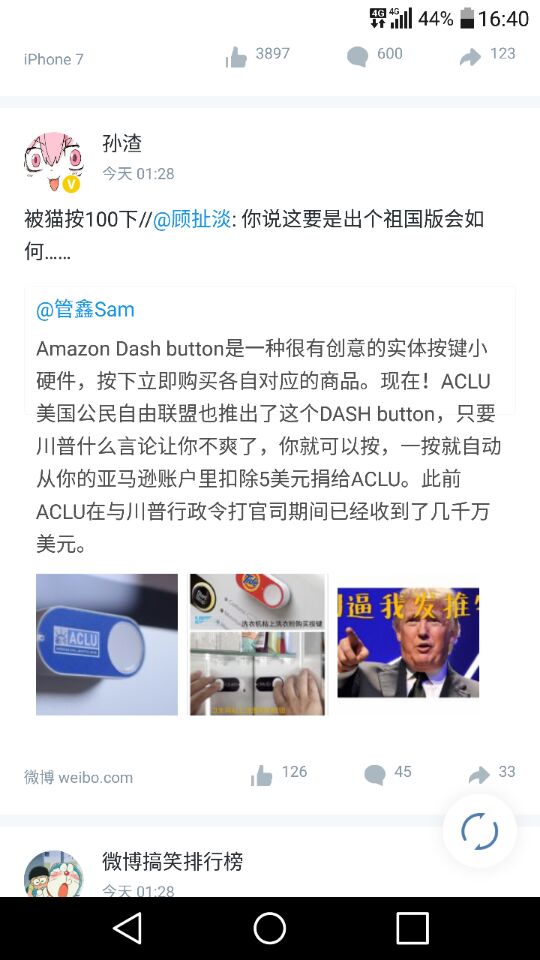 4G 4G 44% 16:40
iPhone 7 3897 600 123
孙渣
V
今天 01:28
被猫按100下//@顾扯淡: 你说这要是出个祖国版会如
何……
@管鑫Sam
Amazon Dash button是一种很有创意的实体按键小
硬件，按下立即购买各自对应的商品。现在！ACLU
美国公民自由联盟也推出了这个DASH button，只要
川普什么言论让你不爽了，你就可以按，一按就自动
从你的亚马逊账户里扣除5美元捐给ACLU。此前
ACLU在与川普行政令打官司期间已经收到了几千万
美元。
ACLU
Tide
洗衣机粘上洗衣粉购买按键
逼我发推
微博 weibo.com 126 45 33
微博搞笑排行榜
今天 01:28